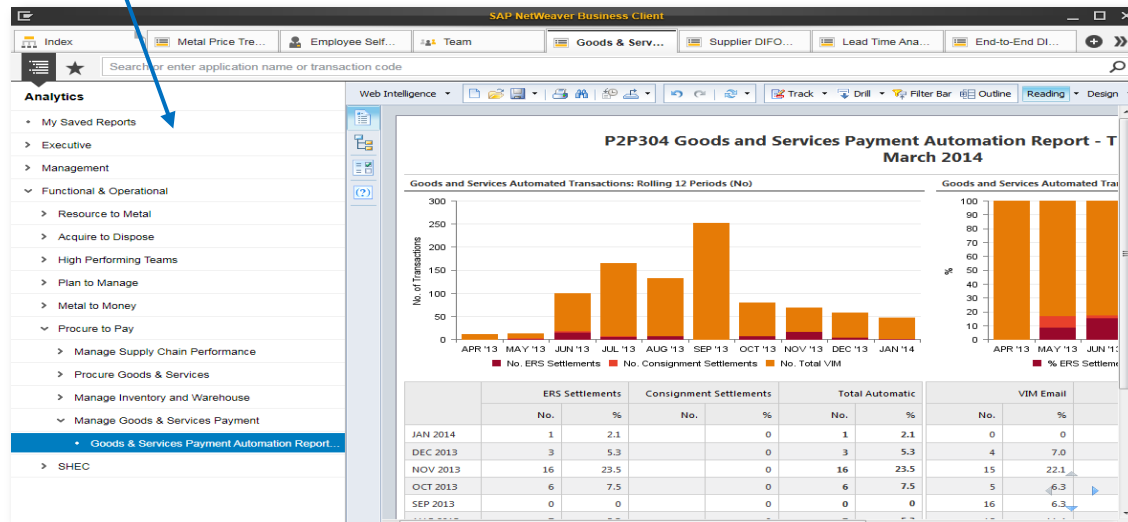 SAP NetWeaver Business Client
Index
Metal Price Tre...
Employee Self...
Team
Goods & Serv...
Supplier DIFO...
Lead Time Ana...
End-to-End DI...
Search or enter application name or transaction code
Analytics
My Saved Reports
Executive
Management
Functional & Operational
Resource to Metal
Acquire to Dispose
High Performing Teams
Plan to Manage
Metal to Money
Procure to Pay
Manage Supply Chain Performance
Procure Goods & Services
Manage Inventory and Warehouse
Manage Goods & Services Payment
Goods & Services Payment Automation Report...
SHEC
Web Intelligence Track Drill Filter Bar Outline Reading Design
P2P304 Goods and Services Payment Automation Report - T
March 2014
Goods and Services Automated Transactions: Rolling 12 Periods (No)
No. of Transactions
300
250
200
150
100
50
0
APR '13 MAY '13 JUN '13 JUL '13 AUG '13 SEP '13 OCT '13 NOV '13 DEC '13 JAN '14
No. ERS Settlements No. Consignment Settlements No. Total VIM
Goods and Services Automated Tra
%
100
90
80
70
60
50
40
30
20
10
0
APR '13 MAY '13 JUN '1
% ERS Settleme
ERS Settlements Consignment Settlements Total Automatic VIM Email
No. % No. % No. % No. %
JAN 2014 1 2.1 0 1 2.1 0 0
DEC 2013 3 5.3 0 3 5.3 4 7.0
NOV 2013 16 23.5 0 16 23.5 15 22.1
OCT 2013 6 7.5 0 6 7.5 5 6.3
SEP 2013 0 0 0 0 0 16 6.3